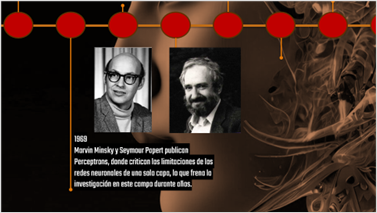 1969
Marvin Minsky y Seymour Papert publican
Perceptrons, donde critican las limitaciones de las
redes neuronales de una sola capa, lo que frena la
investigación en este campo durante años.